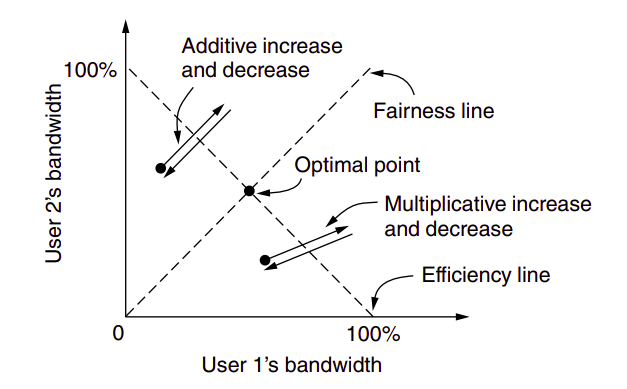 Additive increase
and decrease
100%
Fairness line
User 2's bandwidth
Optimal point
Multiplicative increase
and decrease
Efficiency line
0
100%
User 1's bandwidth